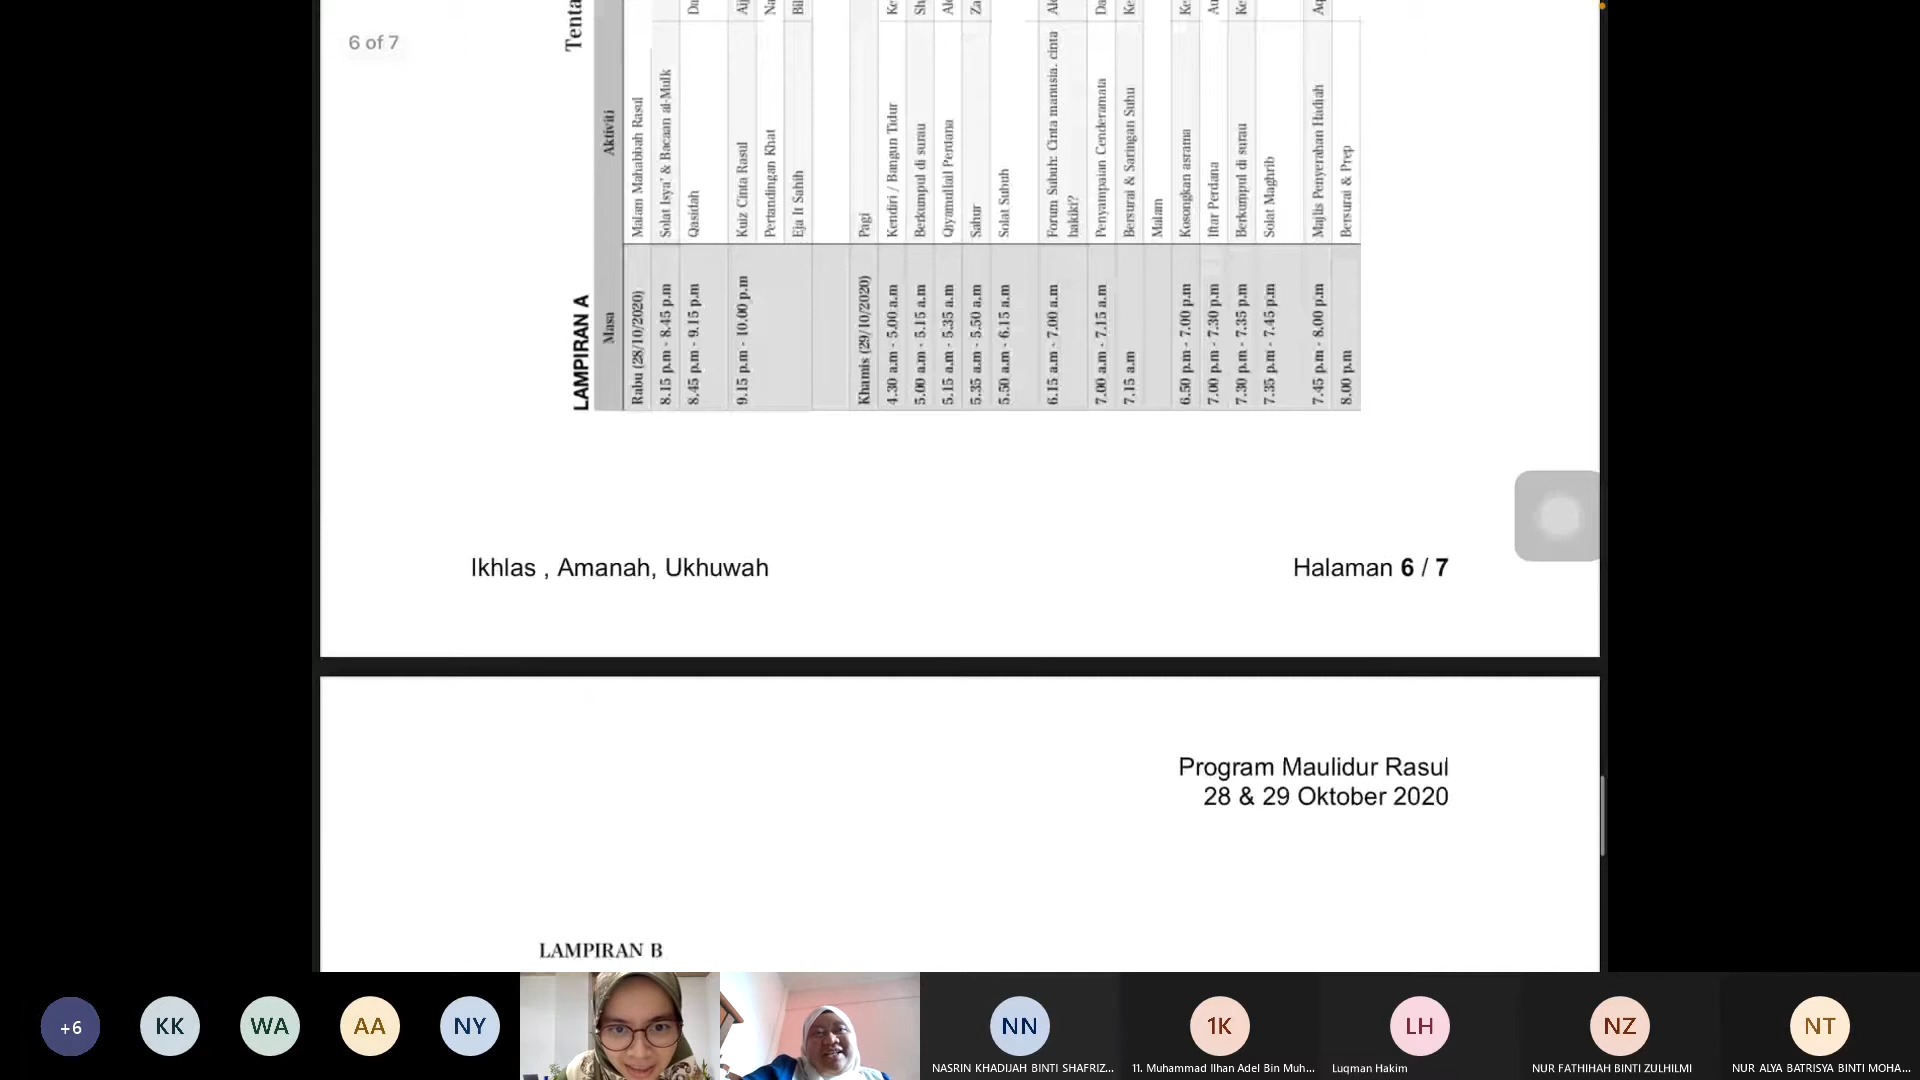 6 of 7
LAMPIRAN A
Masa Aktiviti
Rabu (28/10/2020) Malam Mahabbah Rasul
8.15 p.m - 8.45 p.m Solat Isya' & Bacaan al-Mulk
8.45 p.m - 9.15 p.m Qasidah
9.15 p.m - 10.00 p.m Kuiz Cinta Rasul
Pertandingan Khat
Eja It Sahih
Khamis (29/10/2020) Pagi
4.30 a.m - 5.00 a.m Kendiri / Bangun Tidur
5.00 a.m - 5.15 a.m Berkumpul di surau
5.15 a.m - 5.35 a.m Qiyamullail Perdana
5.35 a.m - 5.50 a.m Sahur
5.50 a.m - 6.15 a.m Solat Subuh
6.15 a.m - 7.00 a.m Forum Subuh: Cinta manusia, cinta
hakiki?
7.00 a.m - 7.15 a.m Penyampaian Cenderamata
7.15 a.m Bersurai & Saringan Suhu
Malam
6.50 p.m - 7.00 p.m Kosongkan asrama
7.00 p.m - 7.30 p.m Iftar Perdana
7.30 p.m - 7.35 p.m Berkumpul di surau
7.35 p.m - 7.45 p.m Solat Maghrib
7.45 p.m - 8.00 p.m Majlis Penyerahan Hadiah
8.00 p.m Bersurai & Prep
Ikhlas , Amanah, Ukhuwah Halaman 6 / 7
Program Maulidur Rasul
28 & 29 Oktober 2020
LAMPIRAN B
+6 KK WA AA NY NN 1K LH NZ NT
NASRIN KHADIJAH BINTI SHAFRIZ... 11. Muhammad Ilhan Adel Bin Muh... Luqman Hakim NUR FATHIHAH BINTI ZULHILMI NUR ALYA BATRISYA BINTI MOHA...